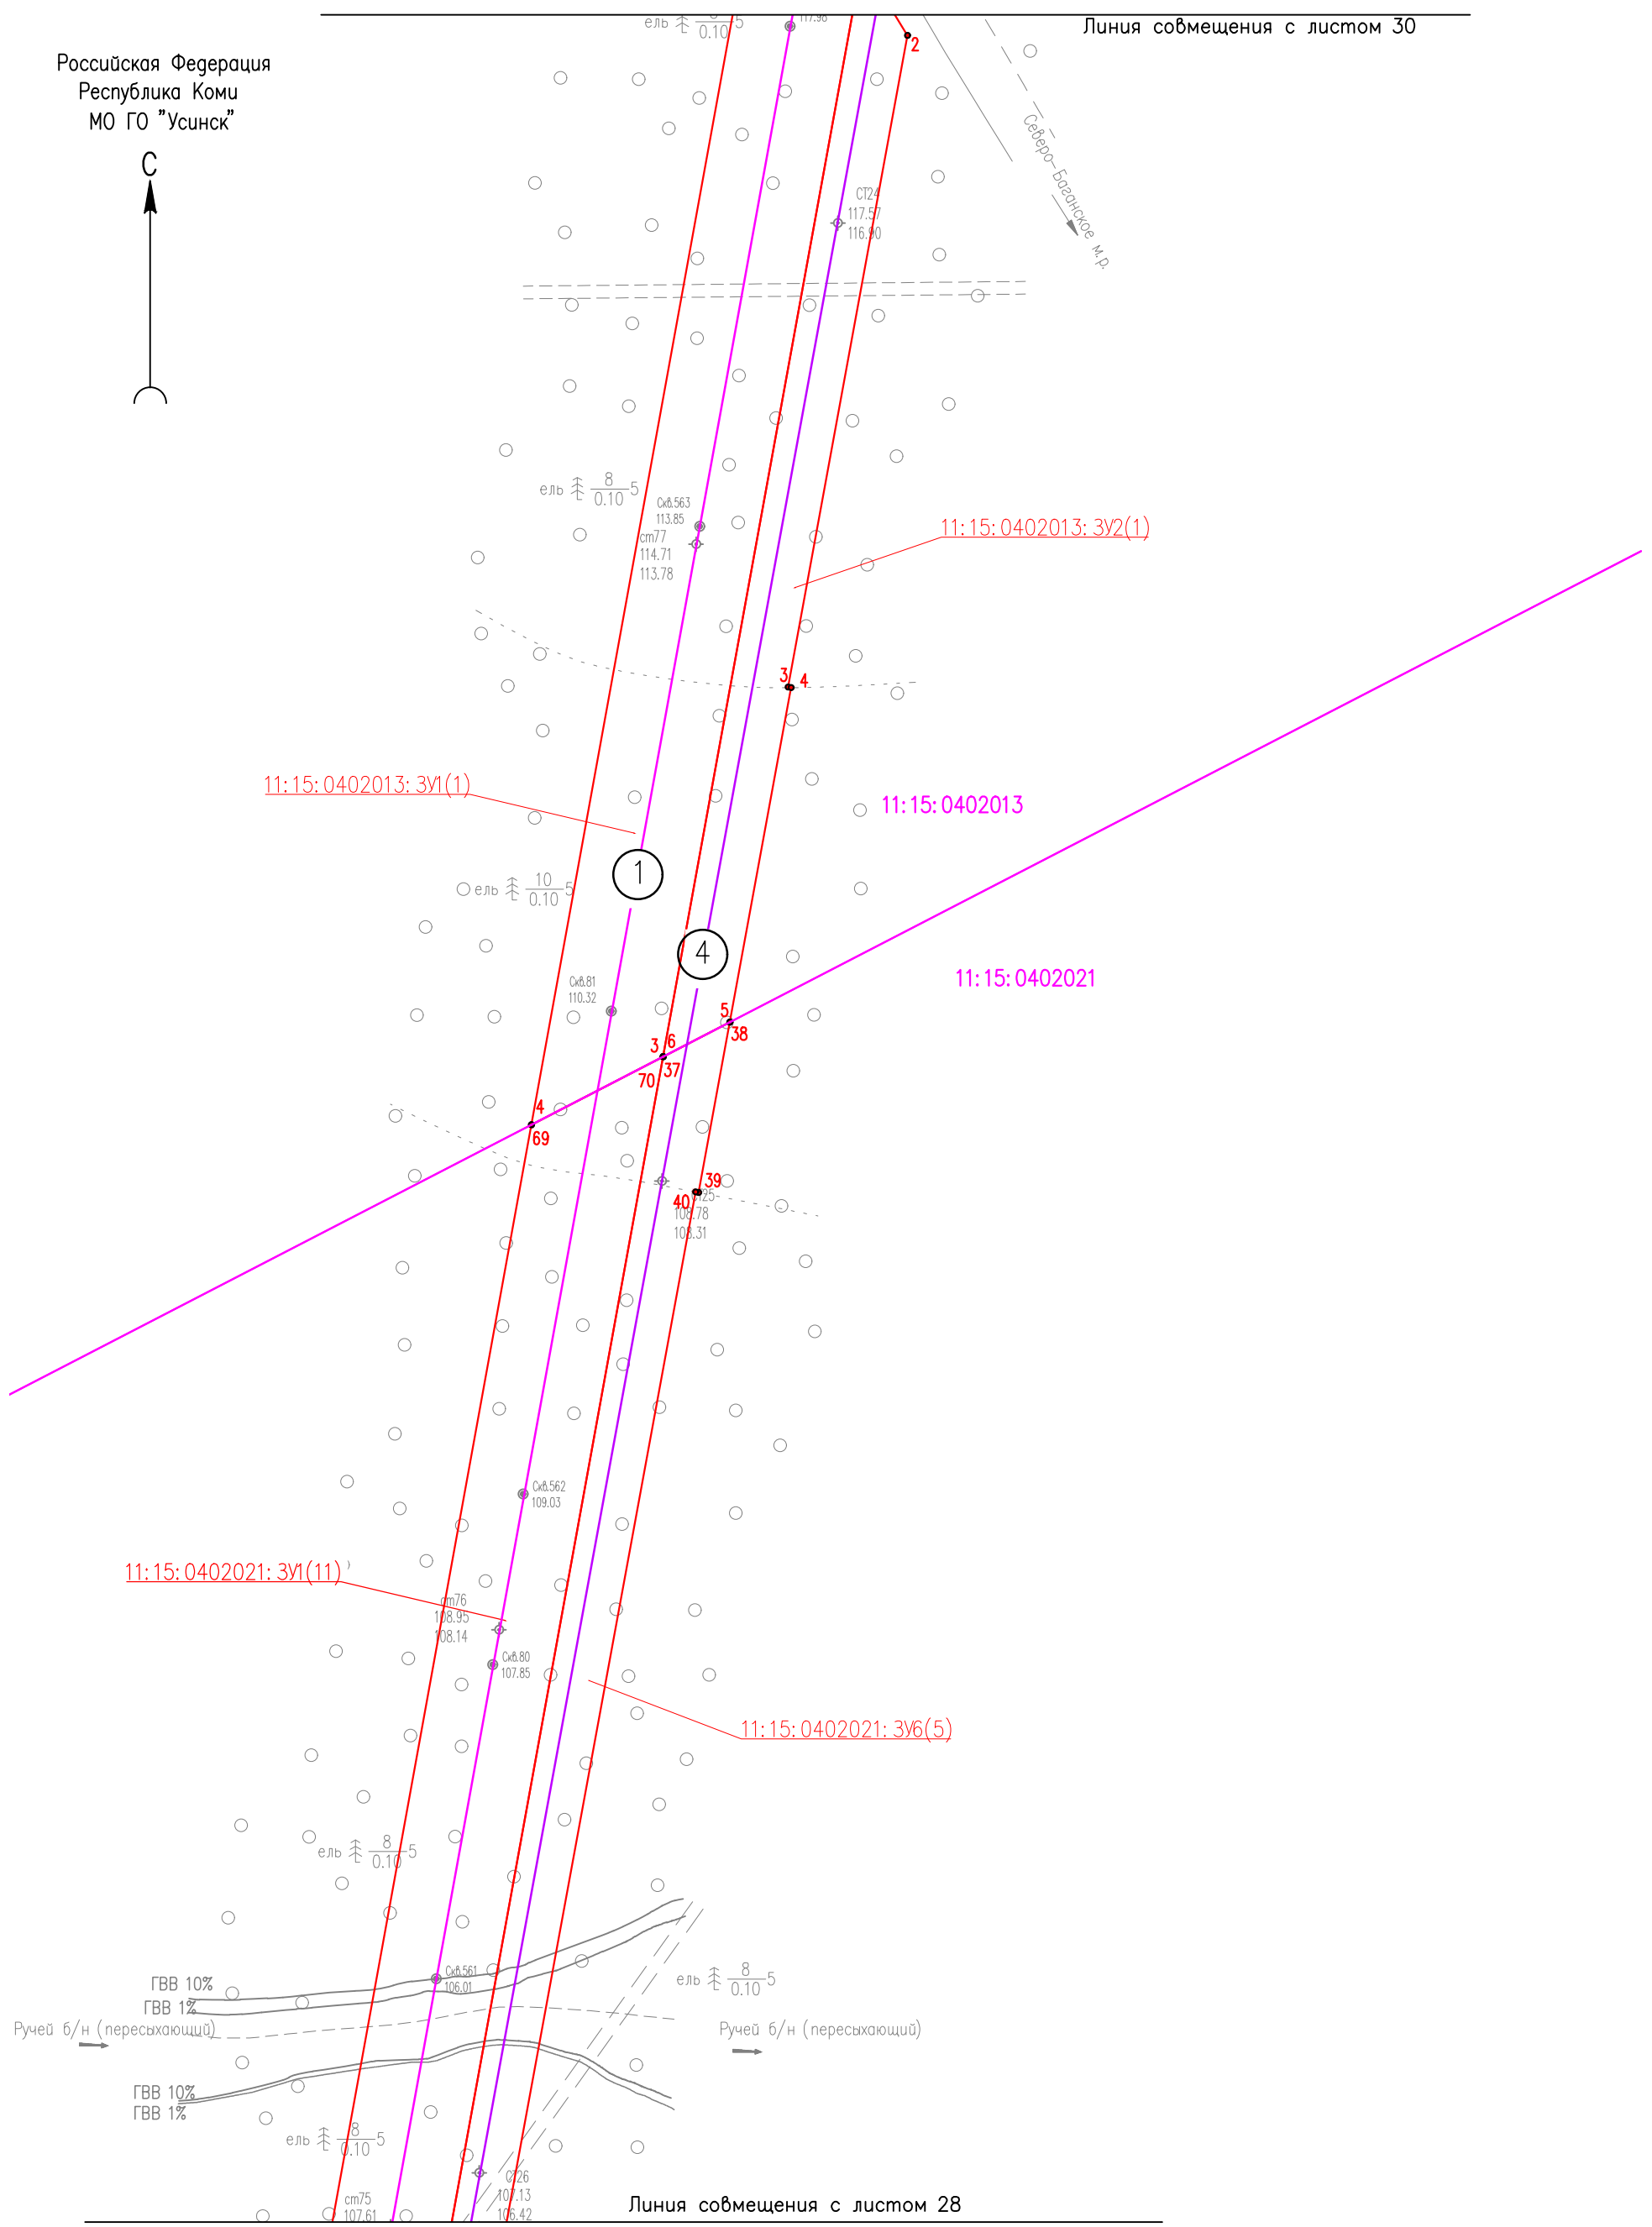 Линия совмещения с листом 30
ель 0.10 5
117.98
2
Российская Федерация
Республика Коми
МО ГО "Усинск"
С
Северо-Баганское м.р.
СТ24
117.57
116.90
ель 8 0.10 5
Скв.563
113.85
ст77
114.71
113.78
11:15:0402013:ЗУ2(1)
3 4
11:15:0402013:ЗУ1(1)
11:15:0402013
1
ель 10 0.10 5
4
11:15:0402021
Скв.81
110.32
5
38
3 6
37
70
4
69
39
40
108.78
108.31
Скв.562
109.03
11:15:0402021:ЗУ1(11)
ст76
108.95
108.14
Скв.80
107.85
11:15:0402021:ЗУ6(5)
ель 8 0.10 5
Скв.561
106.01
ель 8 0.10 5
ГВВ 10%
ГВВ 1%
Ручей б/н (пересыхающий)
Ручей б/н (пересыхающий)
ГВВ 10%
ГВВ 1%
ель 8 0.10 5
СТ26
107.13
106.42
ст75
107.61
Линия совмещения с листом 28